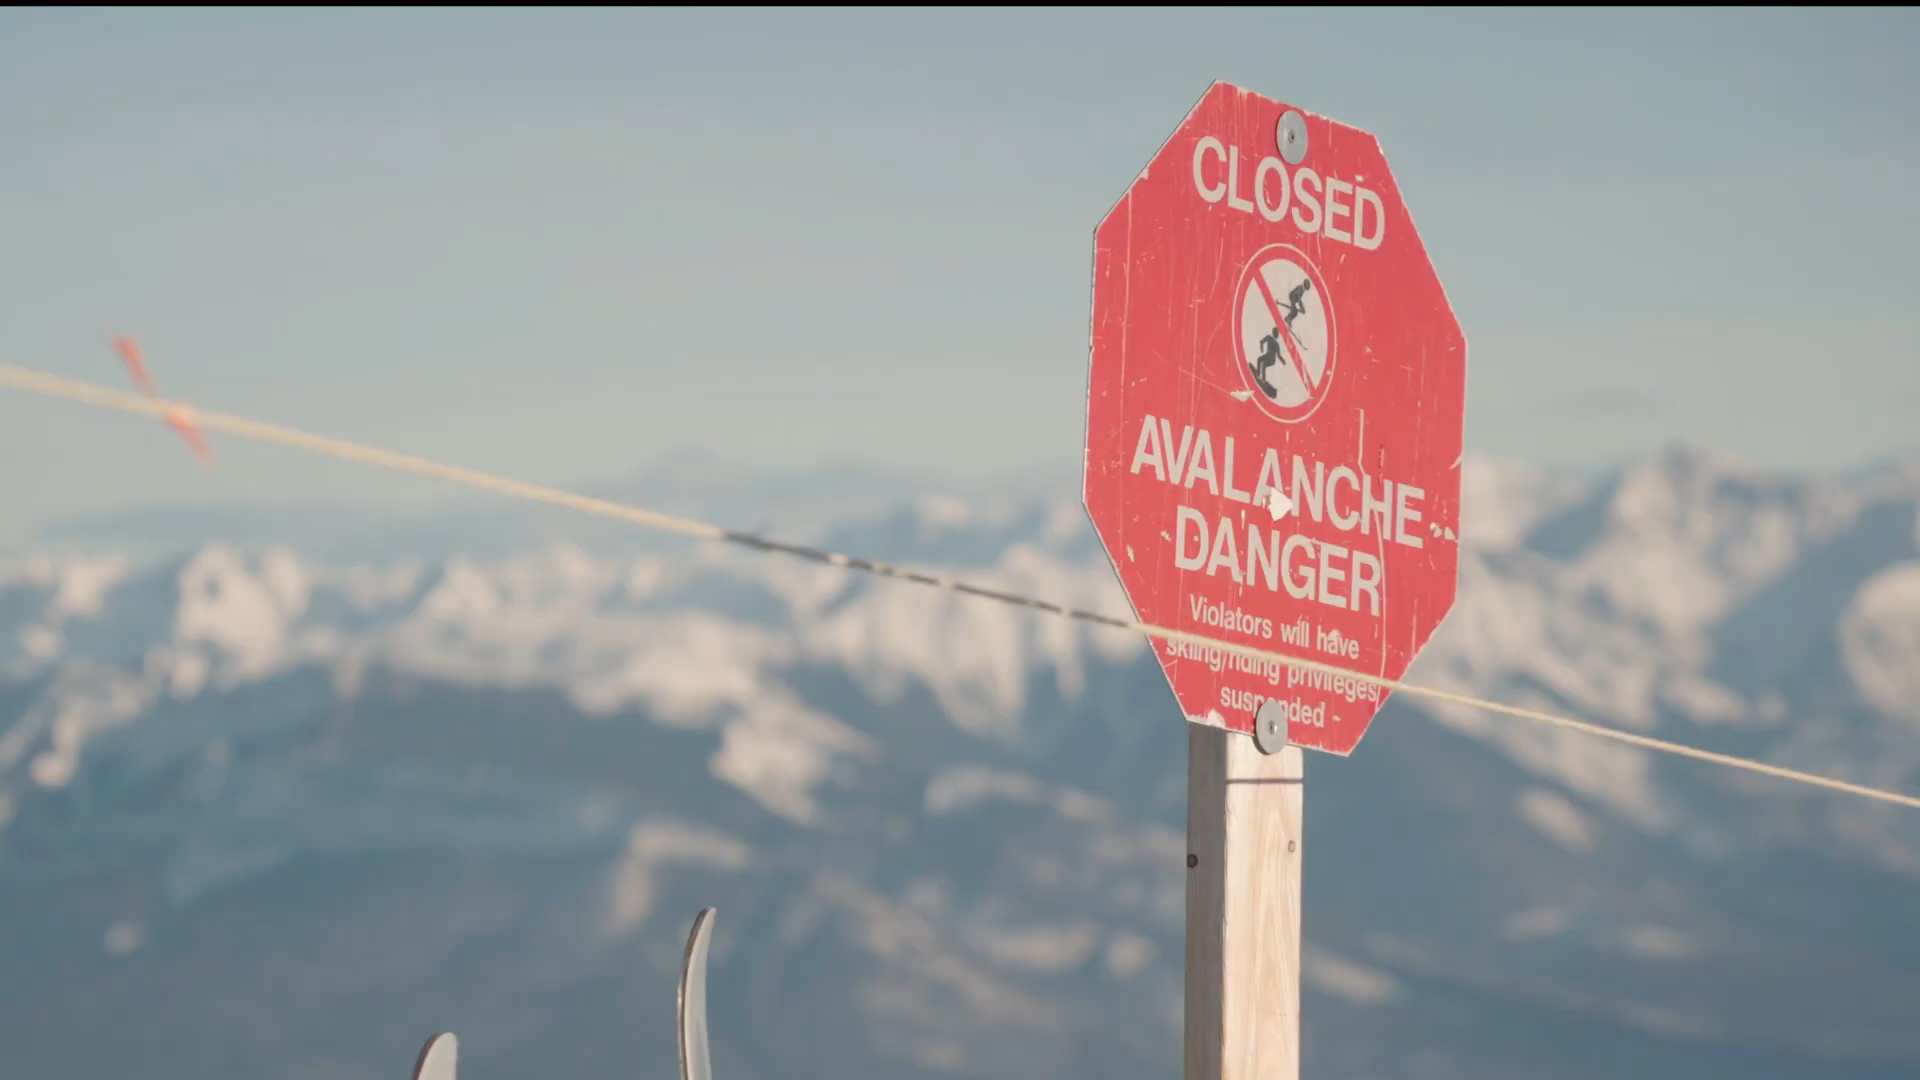 CLOSED
AVALANCHE
DANGER
Violators will have
skiing/riding privileges
suspended -